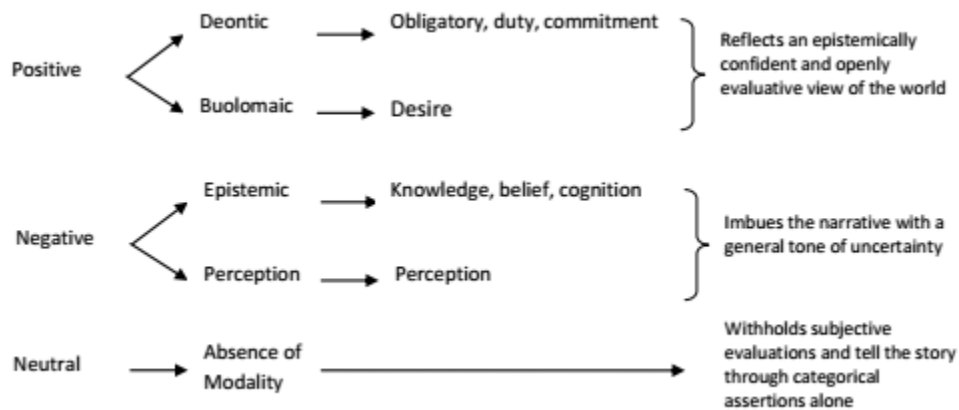 Deontic
Obligatory, duty, commitment
Positive
Reflects an epistemically
confident and openly
evaluative view of the world
Buolomaic
Desire
Epistemic
Knowledge, belief, cognition
Negative
Imbues the narrative with a
general tone of uncertainty
Perception
Perception
Neutral
Absence of
Modality
Withholds subjective
evaluations and tell the story
through categorical
assertions alone